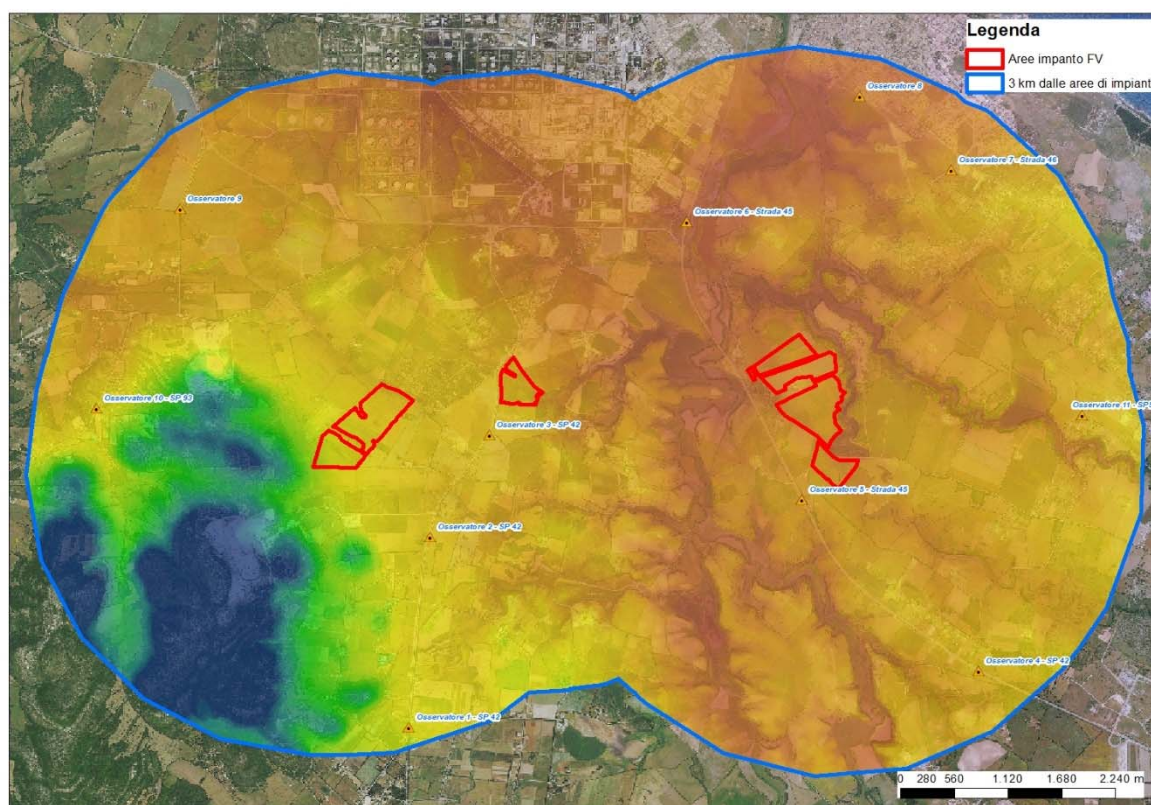 Legenda
Aree impanto FV
3 km dalle aree di impiant
Osservatore 8
Osservatore 7 - Strada 46
Osservatore 9
Osservatore 6 - Strada 45
Osservatore 10 - SP 93
Osservatore 11 - SP
Osservatore 3 - SP 42
Osservatore 5 - Strada 45
Osservatore 2 - SP 42
Osservatore 4 - SP 42
Osservatore 1 - SP 42
0 280 560 1.120 1.680 2.240 m